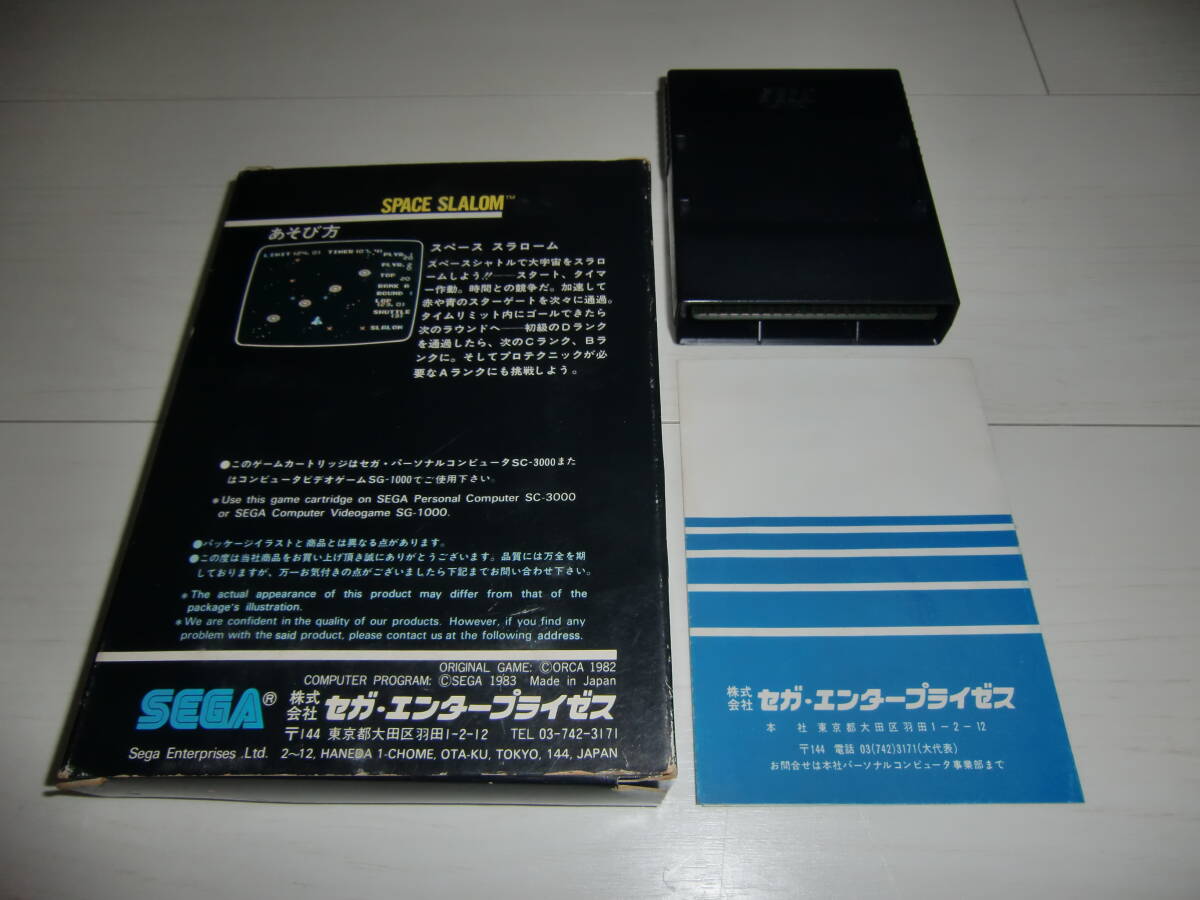 SPACE SLALOM™
あそび方
LIMIT 124.01 TIMER 103.
PLYR.
PLYR.
TOP
20
RANK
ROUND
LAP
125.01
SHUTTLE
SLALOM
スペース スラローム
スペースシャトルで大宇宙をスラロ
ームしよう!!——スタート、タイマ
ー作動。時間との競争だ。加速して
赤や青のスターゲートを次々に通過。
タイムリミット内にゴールできたら
次のラウンドへ——初級のDランク
を通過したら、次のCランク、Bラ
ンクに。そしてプロテクニックが必
要なAランクにも挑戦しよう。
●このゲームカートリッジはセガ・パーソナルコンピュータSC-3000また
はコンピュータビデオゲームSG-1000でご使用下さい。
*Use this game cartridge on SEGA Personal Computer SC-3000
or SEGA Computer Videogame SG-1000.
●パッケージイラストと商品とは異なる点があります。
●この度は当社商品をお買い上げ頂き誠にありがとうございます。品質には万全を期
しておりますが、万一お気付きの点がございましたら下記までお問い合わせ下さい。
*The actual appearance of this product may differ from that of the
package's illustration.
*We are confident in the quality of our products. However, if you find any
problem with the said product, please contact us at the following address.
ORIGINAL GAME: ©ORCA 1982
COMPUTER PROGRAM: ©SEGA 1983 Made in Japan
SEGA® 株式会社 セガ・エンタープライゼス
〒144 東京都大田区羽田1-2-12 TEL 03-742-3171
Sega Enterprises., Ltd. 2~12, HANEDA 1-CHOME, OTA-KU, TOKYO, 144, JAPAN
株式会社 セガ・エンタープライゼス
本 社 東京都大田区羽田1-2-12
〒144 電話 03(742)3171(大代表)
お問合せは本社パーソナルコンピュータ事業部まで